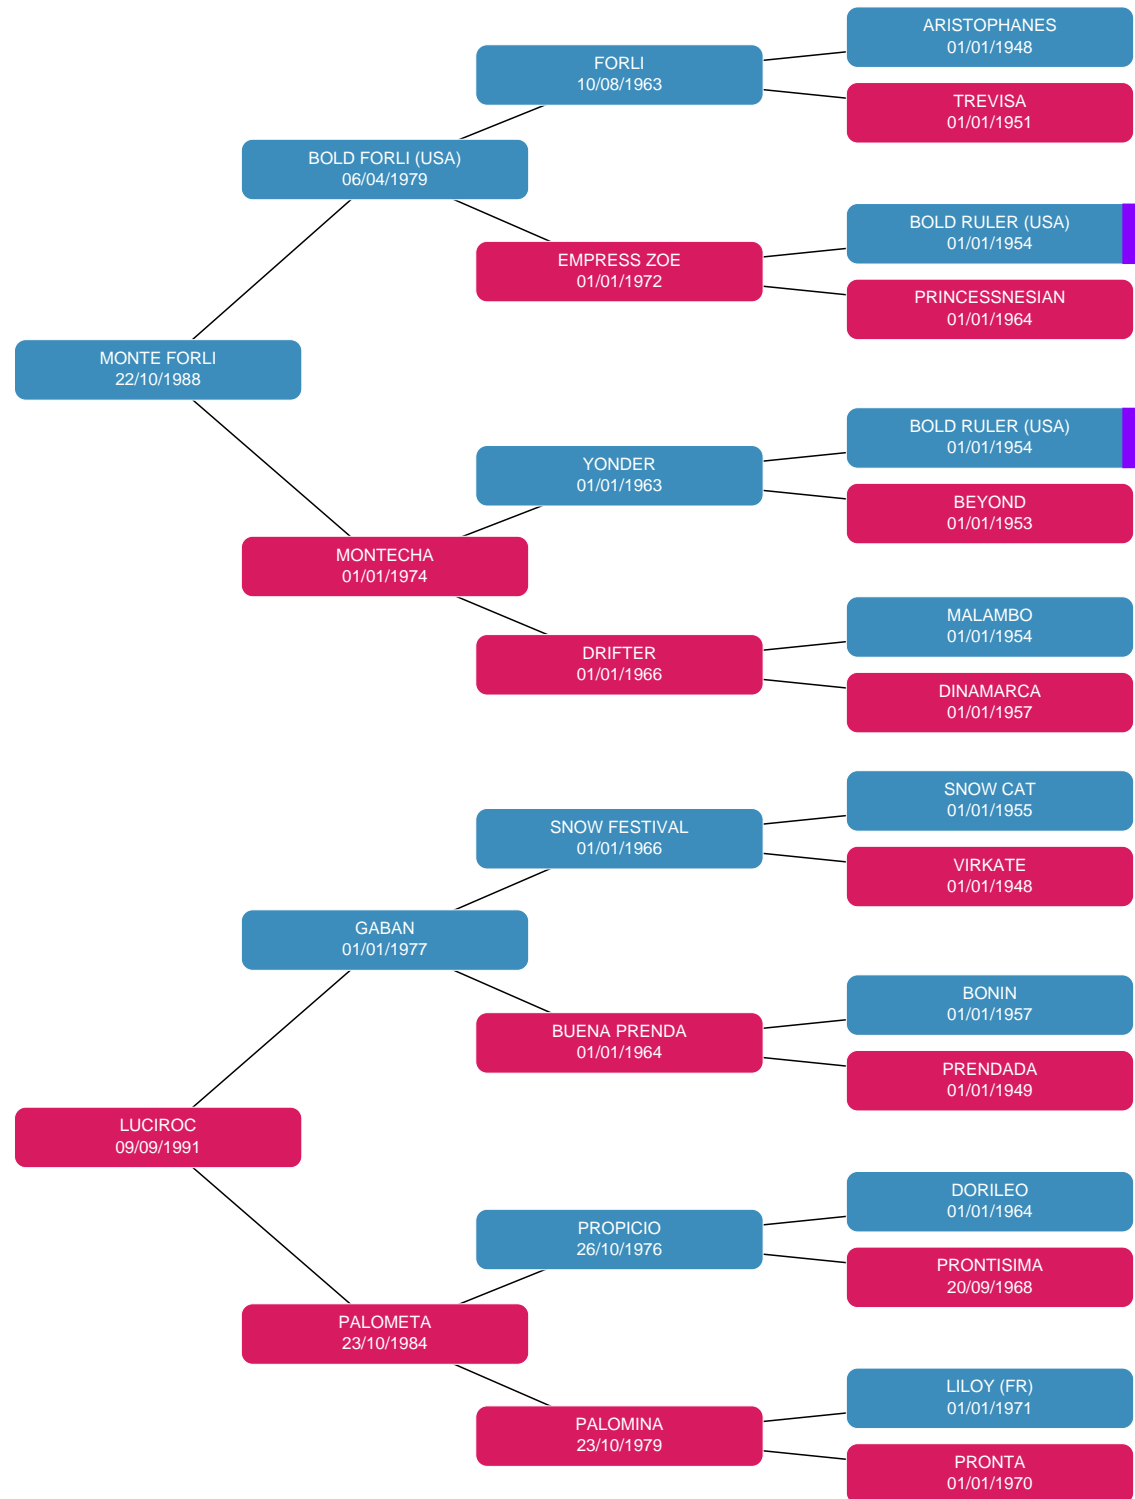 ARISTOPHANES
01/01/1948
FORLI
10/08/1963
TREVISA
01/01/1951
BOLD FORLI (USA)
06/04/1979
BOLD RULER (USA)
01/01/1954
EMPRESS ZOE
01/01/1972
PRINCESSNESIAN
01/01/1964
MONTE FORLI
22/10/1988
BOLD RULER (USA)
01/01/1954
YONDER
01/01/1963
BEYOND
01/01/1953
MONTECHA
01/01/1974
MALAMBO
01/01/1954
DRIFTER
01/01/1966
DINAMARCA
01/01/1957
SNOW CAT
01/01/1955
SNOW FESTIVAL
01/01/1966
VIRKATE
01/01/1948
GABAN
01/01/1977
BONIN
01/01/1957
BUENA PRENDA
01/01/1964
PRENDADA
01/01/1949
LUCIROC
09/09/1991
DORILEO
01/01/1964
PROPICIO
26/10/1976
PRONTISIMA
20/09/1968
PALOMETA
23/10/1984
LILOY (FR)
01/01/1971
PALOMINA
23/10/1979
PRONTA
01/01/1970